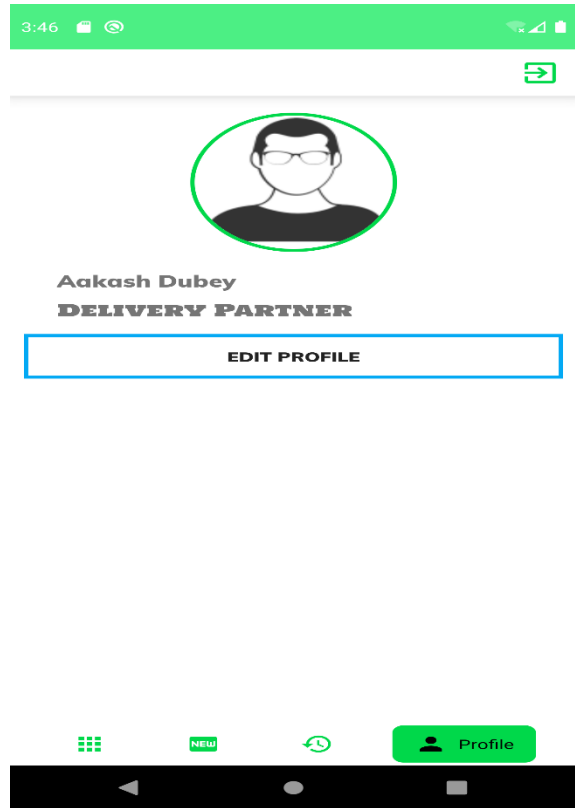 3:46
Aakash Dubey
DELIVERY PARTNER
EDIT PROFILE
NEW
Profile